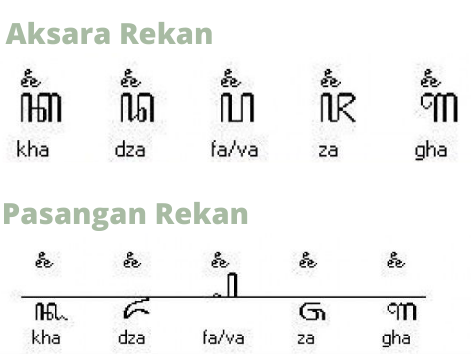 Aksara Rekan
ꦏ꦳ ꦢ꦳ ꦥ꦳ ꦗ꦳ ꦒ꦳
kha dza fa/va za gha
Pasangan Rekan
꧀ꦏ꦳ ꧀ꦢ꦳ ꧀ꦥ꦳ ꧀ꦗ꦳ ꧀ꦒ꦳
kha dza fa/va za gha